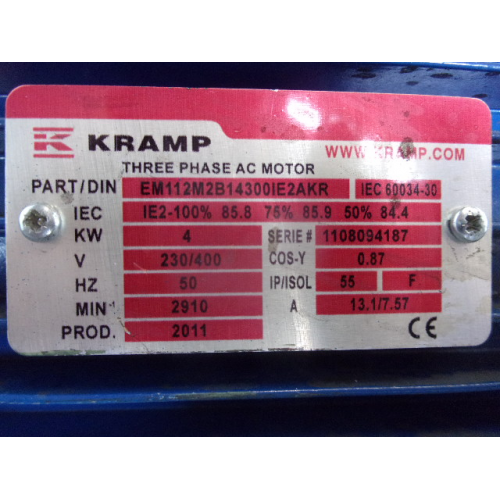 KRAMP WWW.KRAMP.COM
THREE PHASE AC MOTOR
PART/DIN EM112M2B14300IE2AKR IEC 60034-30
IEC IE2-100% 85.8 75% 85.9 50% 84.4
KW 4 SERIE # 1108094187
V 230/400 COS-Y 0.87
HZ 50 IP/ISOL 55 F
MIN-1 2910 A 13.1/7.57
PROD. 2011 CE